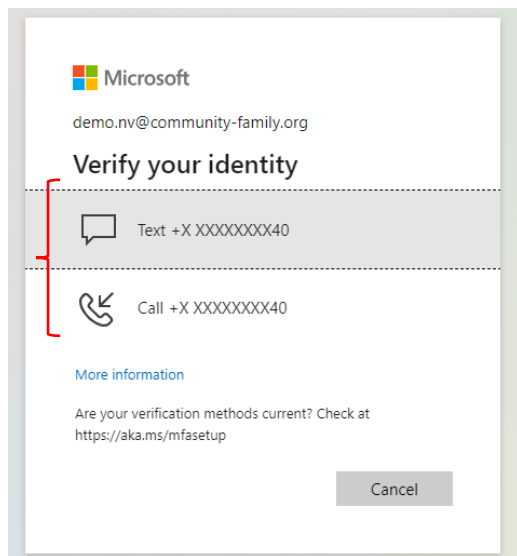 Microsoft
demo.nv@community-family.org
Verify your identity
Text +X XXXXXXXX40
Call +X XXXXXXXX40
More information
Are your verification methods current? Check at
https://aka.ms/mfasetup
Cancel